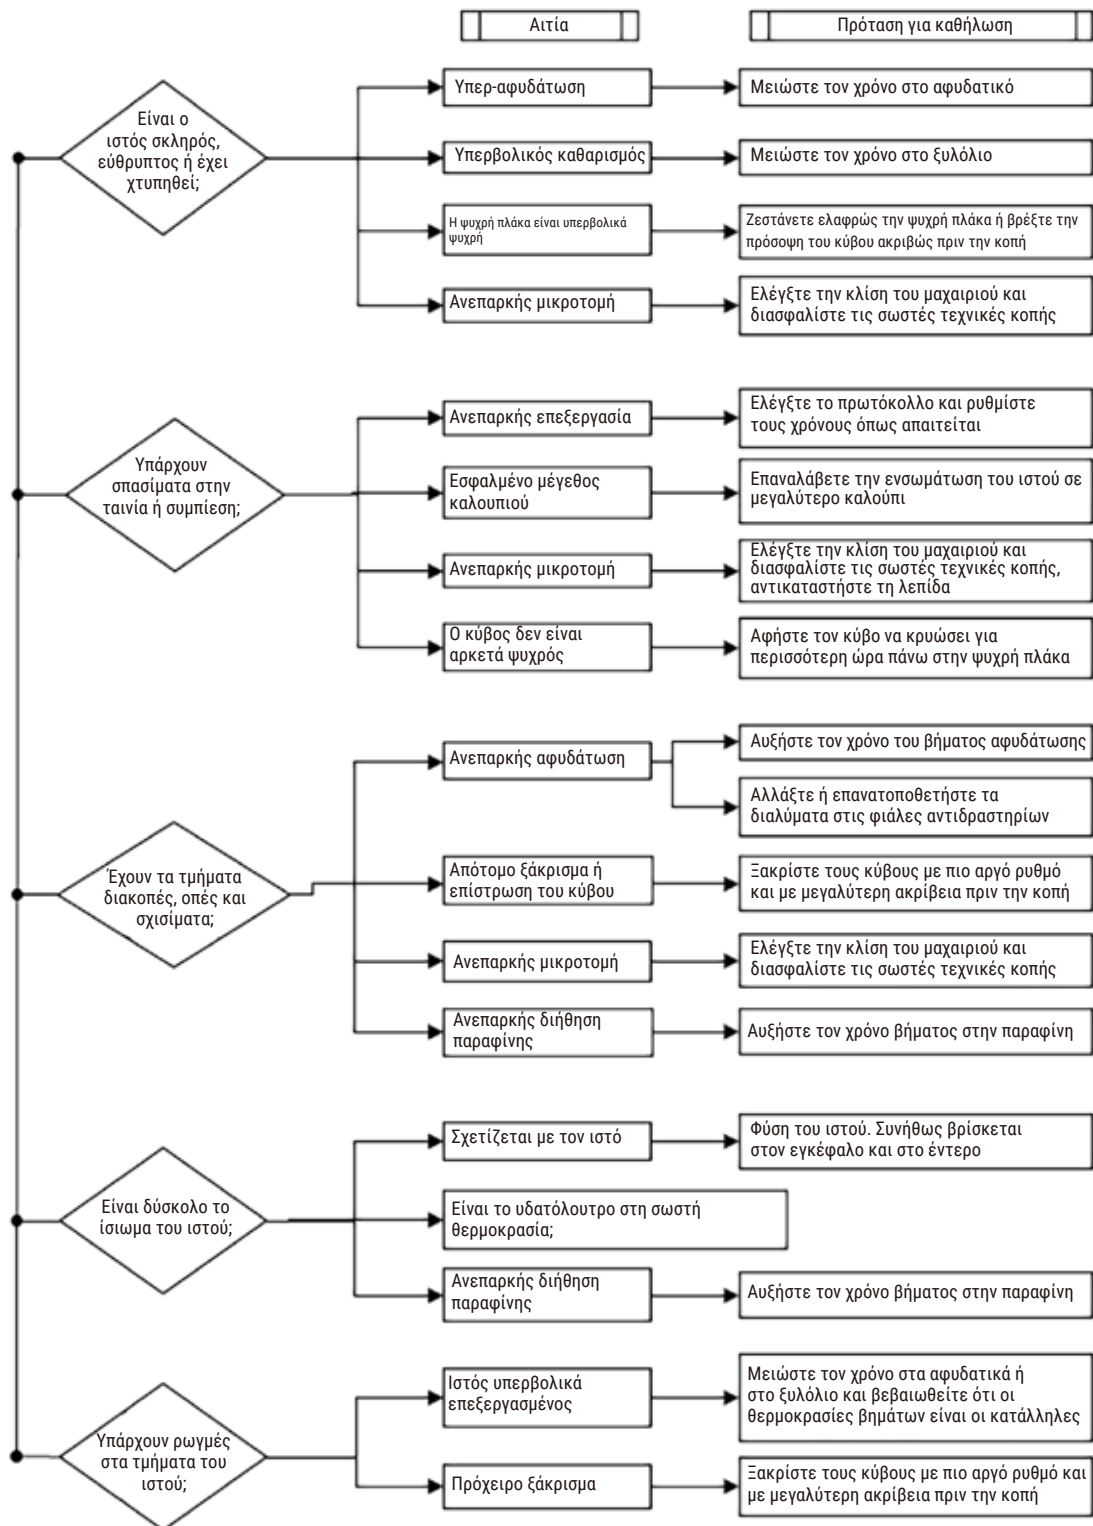 Αιτία
Πρόταση για καθήλωση
Είναι ο
ιστός σκληρός,
εύθρυπτος ή έχει
χτυπηθεί;
Υπερ-αφυδάτωση
Μειώστε τον χρόνο στο αφυδατικό
Υπερβολικός καθαρισμός
Μειώστε τον χρόνο στο ξυλόλιο
Η ψυχρή πλάκα είναι υπερβολικά
ψυχρή
Ζεστάνετε ελαφρώς την ψυχρή πλάκα ή βρέξτε την
πρόσοψη του κύβου ακριβώς πριν την κοπή
Ανεπαρκής μικροτομή
Ελέγξτε την κλίση του μαχαιριού και
διασφαλίστε τις σωστές τεχνικές κοπής
Υπάρχουν
σπασίματα στην
ταινία ή συμπίεση;
Ανεπαρκής επεξεργασία
Ελέγξτε το πρωτόκολλο και ρυθμίστε
τους χρόνους όπως απαιτείται
Εσφαλμένο μέγεθος
καλουπιού
Επαναλάβετε την ενσωμάτωση του ιστού σε
μεγαλύτερο καλούπι
Ανεπαρκής μικροτομή
Ελέγξτε την κλίση του μαχαιριού και
διασφαλίστε τις σωστές τεχνικές κοπής,
αντικαταστήστε τη λεπίδα
Ο κύβος δεν είναι
αρκετά ψυχρός
Αφήστε τον κύβο να κρυώσει για
περισσότερη ώρα πάνω στην ψυχρή πλάκα
Έχουν τα τμήματα
διακοπές, οπές και
σχισίματα;
Ανεπαρκής αφυδάτωση
Αυξήστε τον χρόνο του βήματος αφυδάτωσης
Αλλάξτε ή επανατοποθετήστε τα
διαλύματα στις φιάλες αντιδραστηρίων
Απότομο ξάκρισμα ή
επίστρωση του κύβου
Ξακρίστε τους κύβους με πιο αργό ρυθμό
και με μεγαλύτερη ακρίβεια πριν την κοπή
Ανεπαρκής μικροτομή
Ελέγξτε την κλίση του μαχαιριού και
διασφαλίστε τις σωστές τεχνικές κοπής
Ανεπαρκής διήθηση
παραφίνης
Αυξήστε τον χρόνο βήματος στην παραφίνη
Είναι δύσκολο το
ίσιωμα του ιστού;
Σχετίζεται με τον ιστό
Φύση του ιστού. Συνήθως βρίσκεται
στον εγκέφαλο και στο έντερο
Είναι το υδατόλουτρο στη σωστή
θερμοκρασία;
Ανεπαρκής διήθηση
παραφίνης
Αυξήστε τον χρόνο βήματος στην παραφίνη
Υπάρχουν ρωγμές
στα τμήματα του
ιστού;
Ιστός υπερβολικά
επεξεργασμένος
Μειώστε τον χρόνο στα αφυδατικά ή
στο ξυλόλιο και βεβαιωθείτε ότι οι
θερμοκρασίες βημάτων είναι οι κατάλληλες
Πρόχειρο ξάκρισμα
Ξακρίστε τους κύβους με πιο αργό ρυθμό και
με μεγαλύτερη ακρίβεια πριν την κοπή